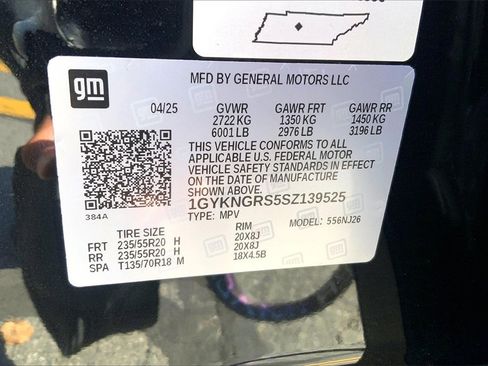 gm
MFD BY GENERAL MOTORS LLC
04/25 GVWR GAWR FRT GAWR RR
2722 KG 1350 KG 1450 KG
6001 LB 2976 LB 3196 LB
THIS VEHICLE CONFORMS TO ALL
APPLICABLE U.S. FEDERAL MOTOR
VEHICLE SAFETY STANDARDS IN EFFECT
ON THE DATE OF MANUFACTURE
SHOWN ABOVE.
1GYKNGRS5SZ139525
TYPE: MPV MODEL: 556NJ26
384A
TIRE SIZE RIM
FRT 235/55R20 H 20X8J
RR 235/55R20 H 20X8J
SPA T135/70R18 M 18X4.5B